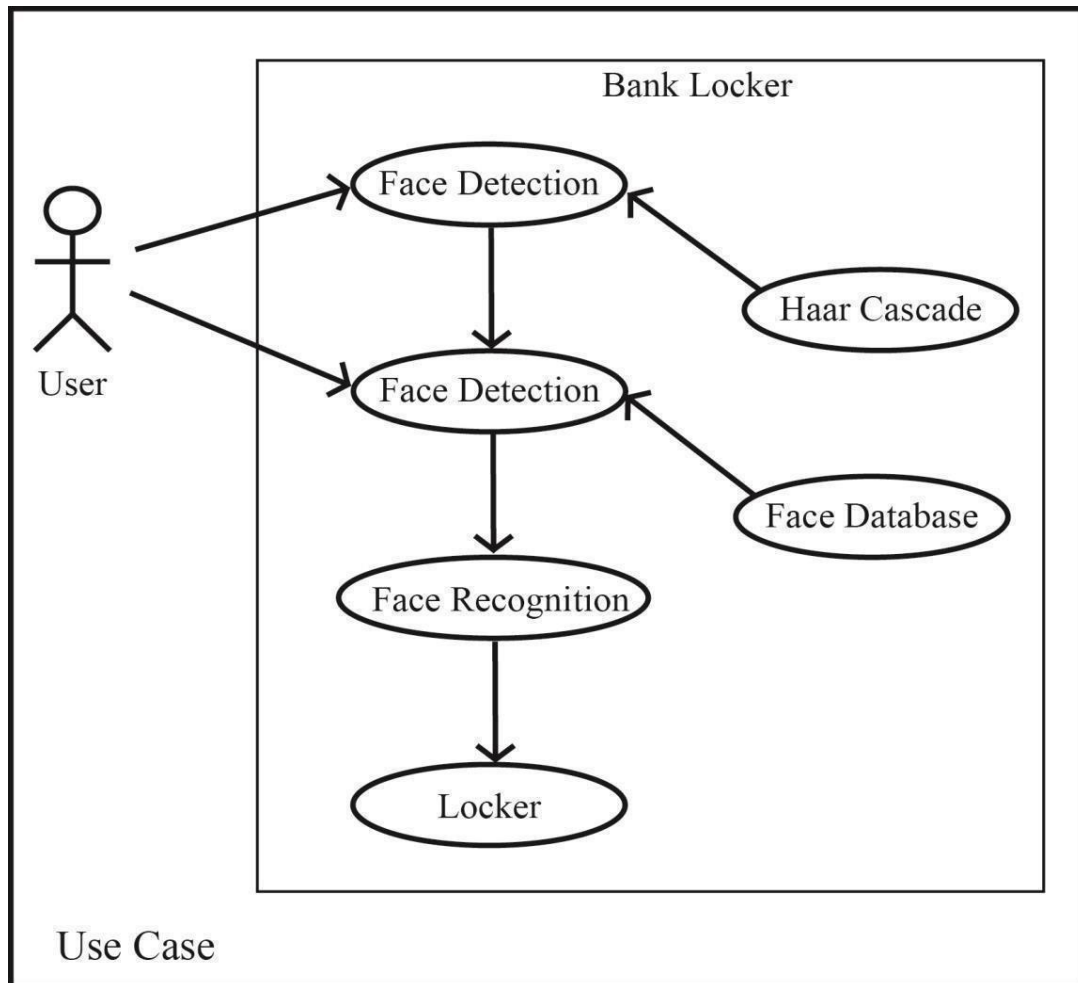 Bank Locker
Face Detection
Haar Cascade
User
Face Detection
Face Database
Face Recognition
Locker
Use Case